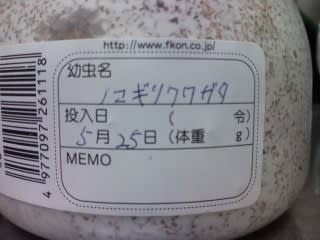 http://www.fkon.co.jp/
幼虫名
ノコギリクワガタ
投入日 ( 令)
5月25日(体重 g)
MEMO
4 977097 261118